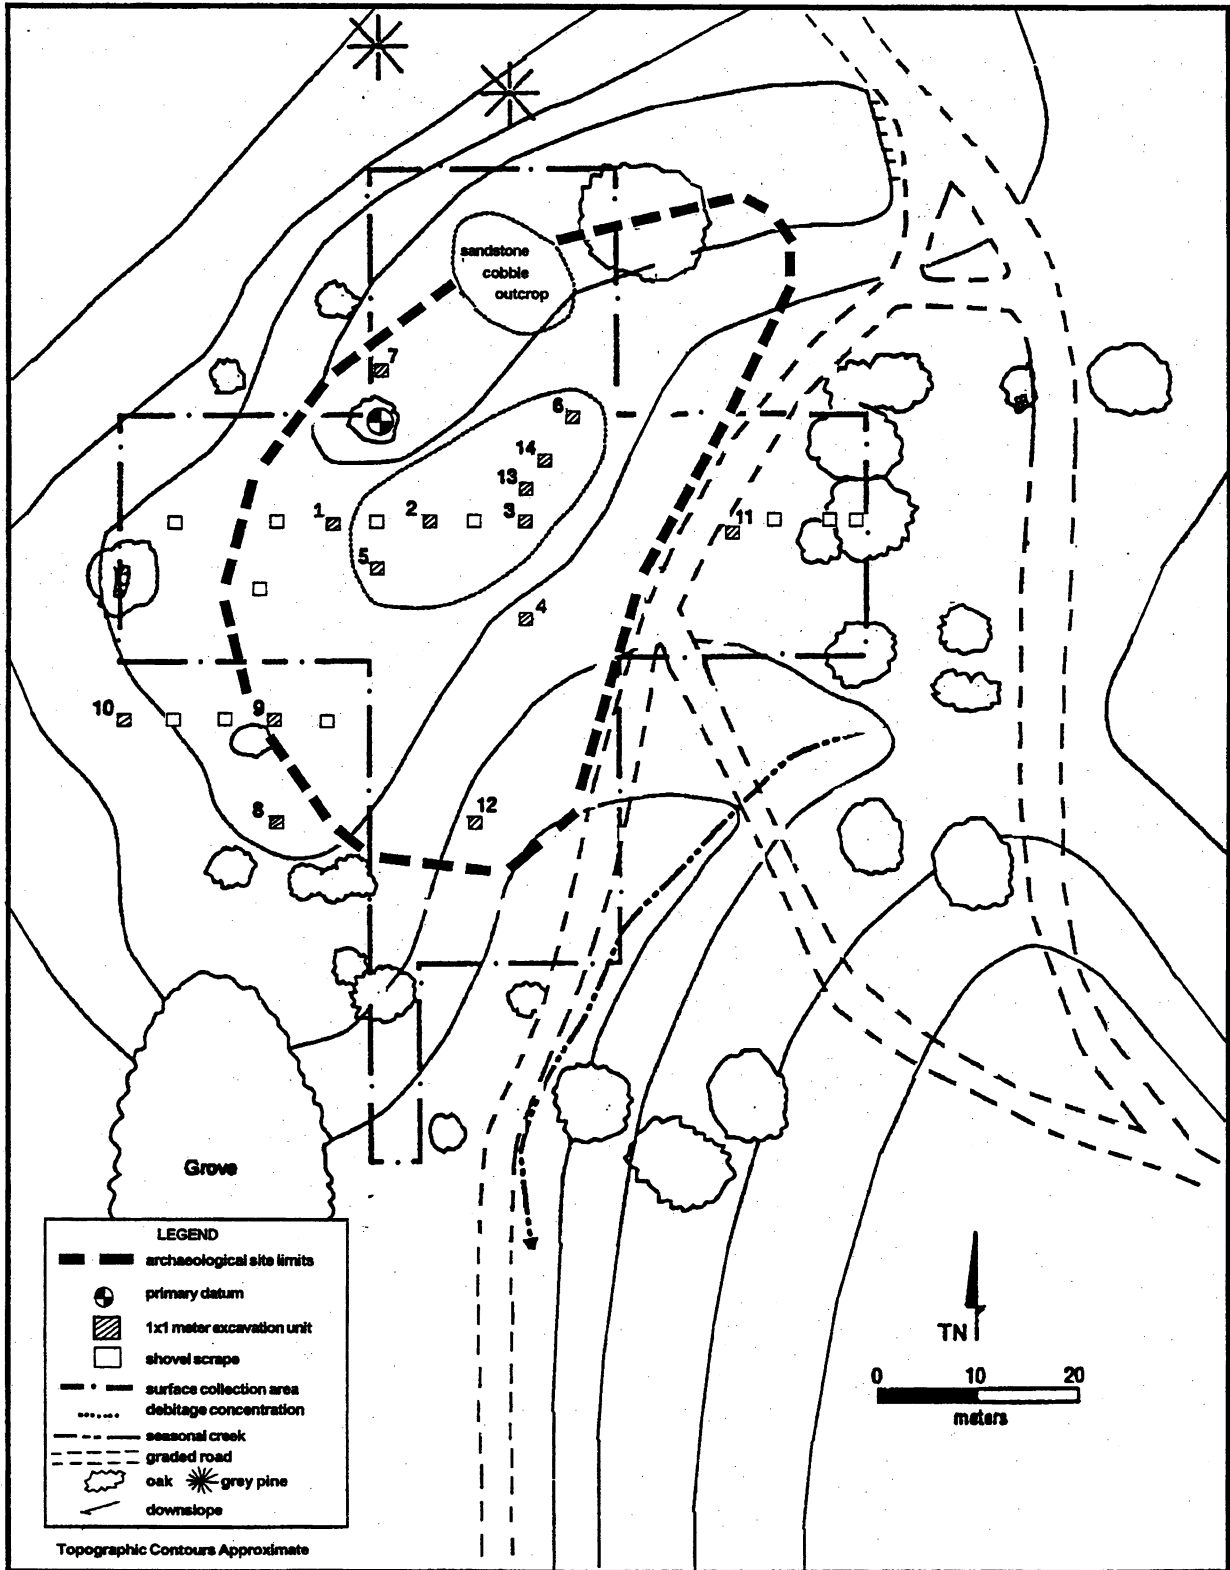 sandstone
cobble
outcrop
7
6
14
13
1
2
3
11
5
4
10
9
8
12
Grove
LEGEND
archaeological site limits
primary datum
1x1 meter excavation unit
shovel scrape
surface collection area
debitage concentration
seasonal creek
graded road
oak grey pine
downslope
Topographic Contours Approximate
TN
0 10 20
meters